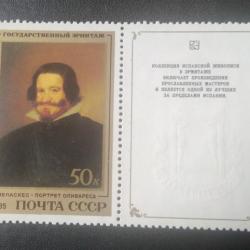 ГОСУДАРСТВЕННЫЙ ЭРМИТАЖ
50к
ВЕЛАСКЕС · ПОРТРЕТ ОЛИВАРЕСА
ПОЧТА СССР
КОЛЛЕКЦИЯ ИСПАНСКОЙ ЖИВОПИСИ
В ЭРМИТАЖЕ
ВКЛЮЧАЕТ ПРОИЗВЕДЕНИЯ
ПРОСЛАВЛЕННЫХ МАСТЕРОВ
И ЯВЛЯЕТСЯ ОДНОЙ ИЗ ЛУЧШИХ
ЗА ПРЕДЕЛАМИ ИСПАНИИ.